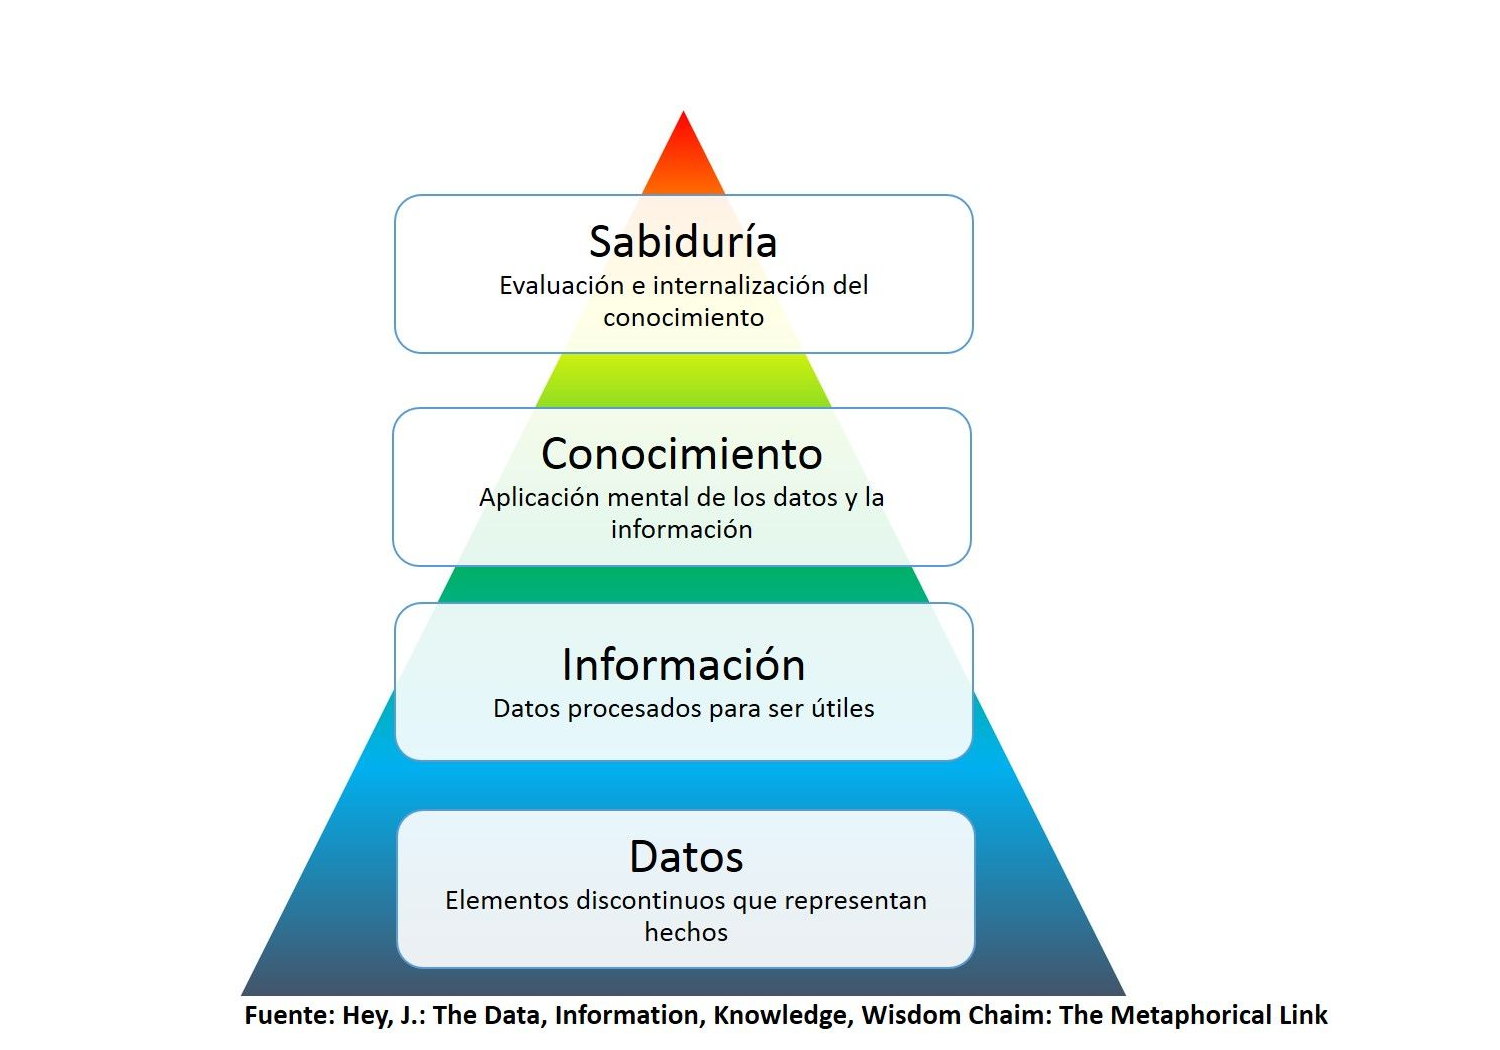 Sabiduría
Evaluación e internalización del
conocimiento
Conocimiento
Aplicación mental de los datos y la
información
Información
Datos procesados para ser útiles
Datos
Elementos discontinuos que representan
hechos
Fuente: Hey, J.: The Data, Information, Knowledge, Wisdom Chaim: The Metaphorical Link